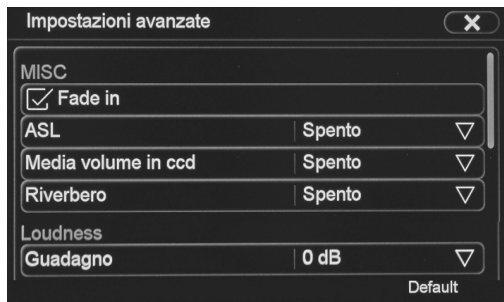 Impostazioni avanzate
MISC
Fade in
ASL Spento
Media volume in ccd Spento
Riverbero Spento
Loudness
Guadagno 0 dB
Default